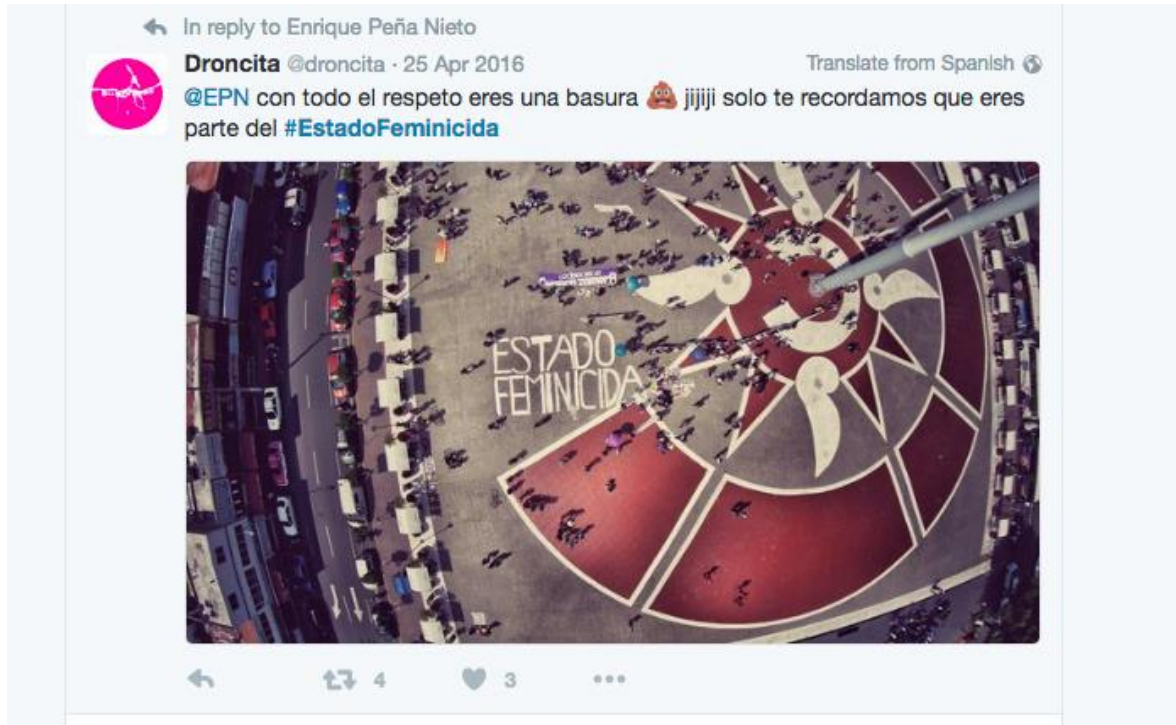 In reply to Enrique Peña Nieto
Droncita @droncita · 25 Apr 2016
Translate from Spanish
@EPN con todo el respeto eres una basura 💩 jijiji solo te recordamos que eres
parte del #EstadoFeminicida
ESTADO
FEMINICIDA
4
3